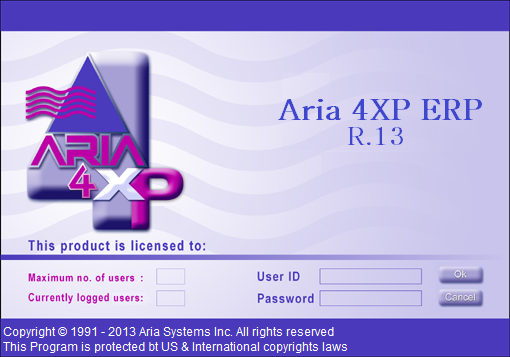 Aria 4XP ERP
R.13
ARIA
4XP
This product is licensed to:
Maximum no. of users :
Currently logged users:
User ID
Password
Ok
Cancel
Copyright © 1991 - 2013 Aria Systems Inc. All rights reserved
This Program is protected bt US & International copyrights laws